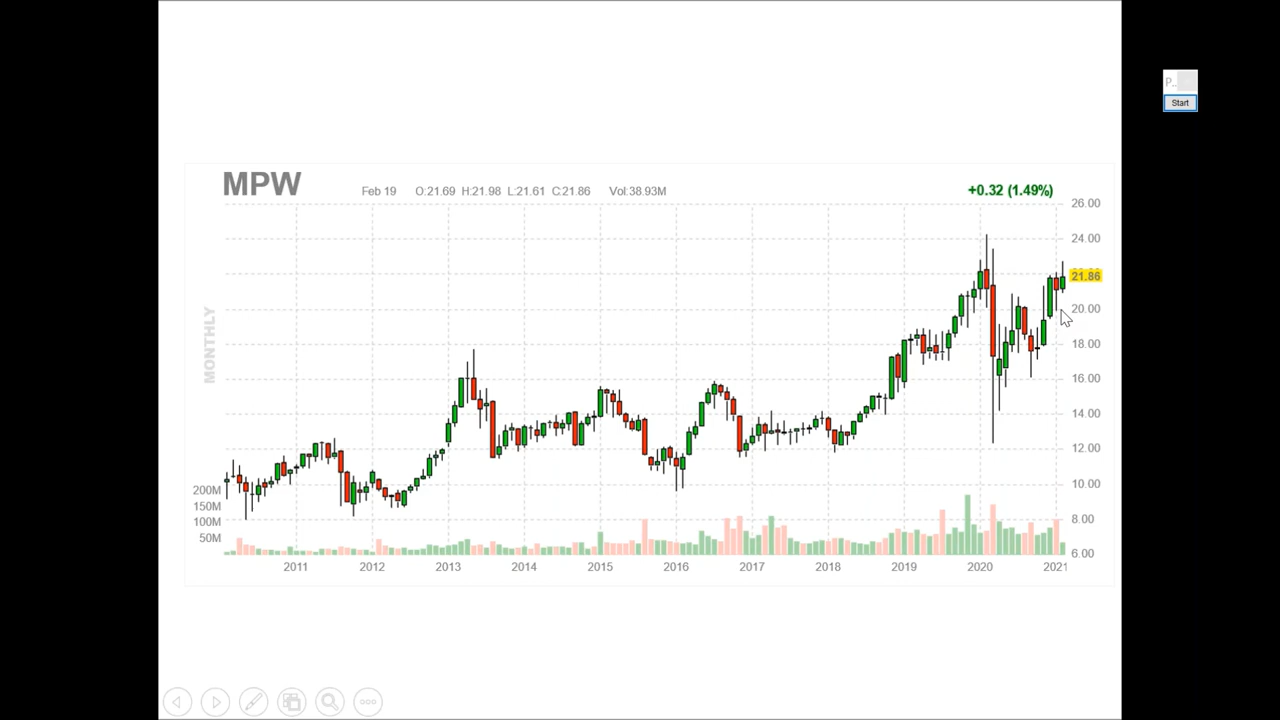 P..
Start
MPW Feb 19 O:21.69 H:21.98 L:21.61 C:21.86 Vol:38.93M +0.32 (1.49%)
26.00
24.00
21.86
20.00
18.00
16.00
14.00
12.00
10.00
8.00
6.00
MONTHLY
200M
150M
100M
50M
2011 2012 2013 2014 2015 2016 2017 2018 2019 2020 2021